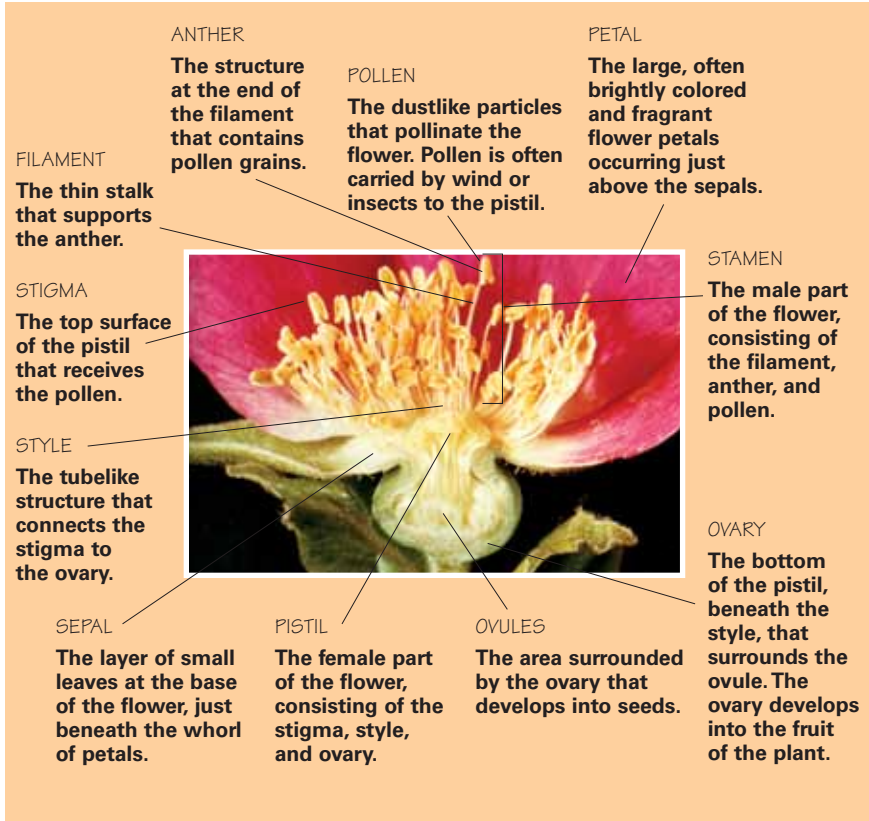 ANTHER
The structure
at the end of
the filament
that contains
pollen grains.
POLLEN
The dustlike particles
that pollinate the
flower. Pollen is often
carried by wind or
insects to the pistil.
PETAL
The large, often
brightly colored
and fragrant
flower petals
occurring just
above the sepals.
FILAMENT
The thin stalk
that supports
the anther.
STIGMA
The top surface
of the pistil
that receives
the pollen.
STAMEN
The male part
of the flower,
consisting of
the filament,
anther, and
pollen.
STYLE
The tubelike
structure that
connects the
stigma to
the ovary.
OVARY
The bottom
of the pistil,
beneath the
style, that
surrounds the
ovule. The
ovary develops
into the fruit
of the plant.
SEPAL
The layer of small
leaves at the base
of the flower, just
beneath the whorl
of petals.
PISTIL
The female part
of the flower,
consisting of the
stigma, style,
and ovary.
OVULES
The area surrounded
by the ovary that
develops into seeds.